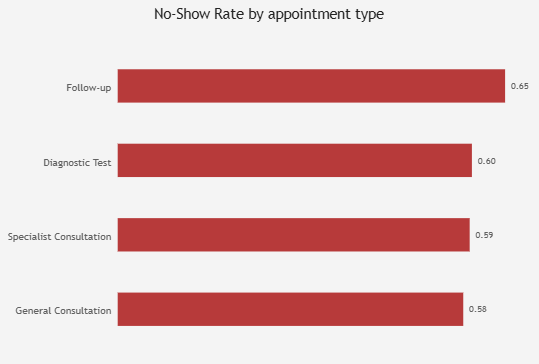 No-Show Rate by appointment type
Follow-up 0.65
Diagnostic Test 0.60
Specialist Consultation 0.59
General Consultation 0.58